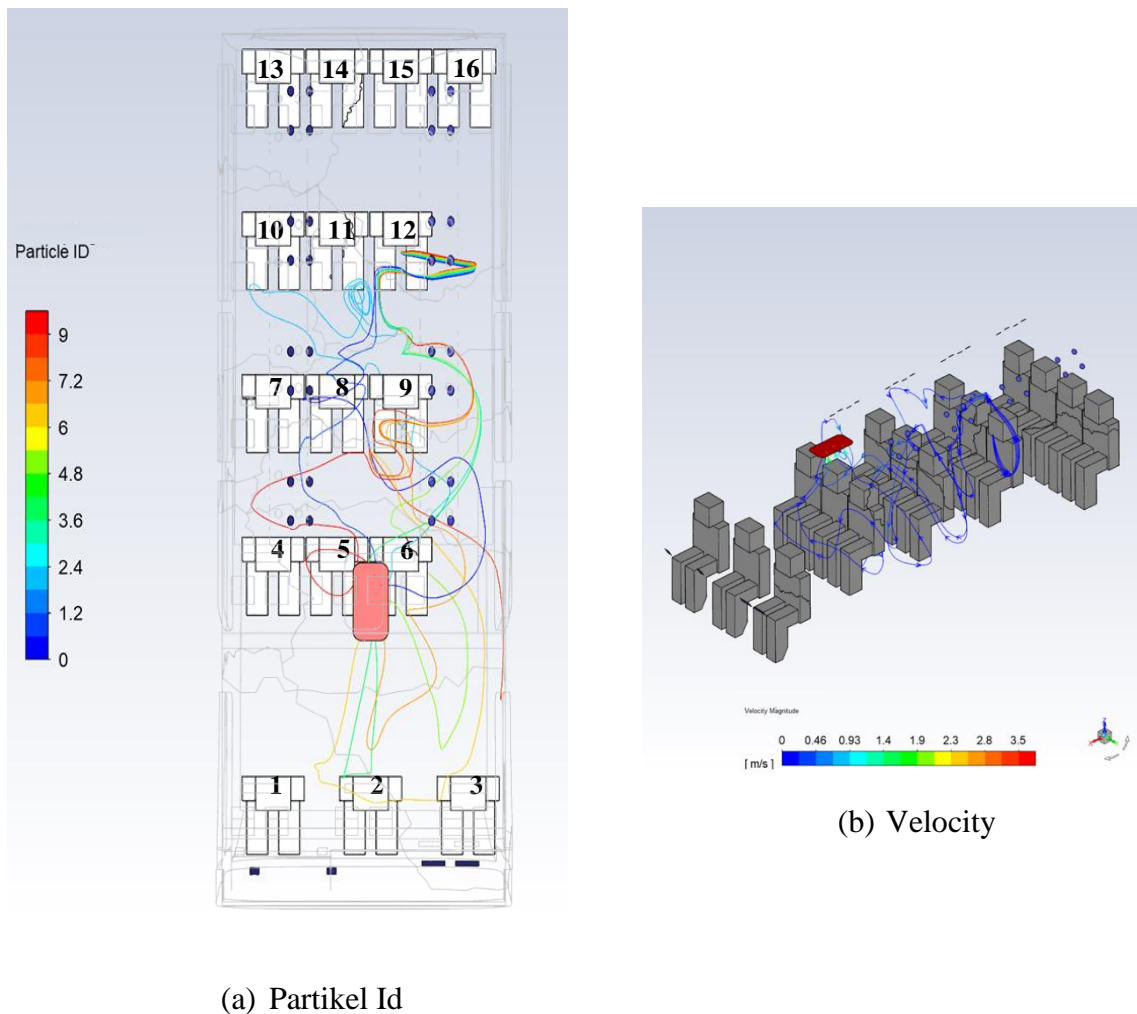 13 14 15 16
10 11 12
Particle ID
9
7.2
6
4.8
3.6
2.4
1.2
0
7 8 9
4 5 6
1 2 3
(a) Partikel Id
Velocity Magnitude
0 0.46 0.93 1.4 1.9 2.3 2.8 3.5
[ m/s ]
Z
X
(b) Velocity